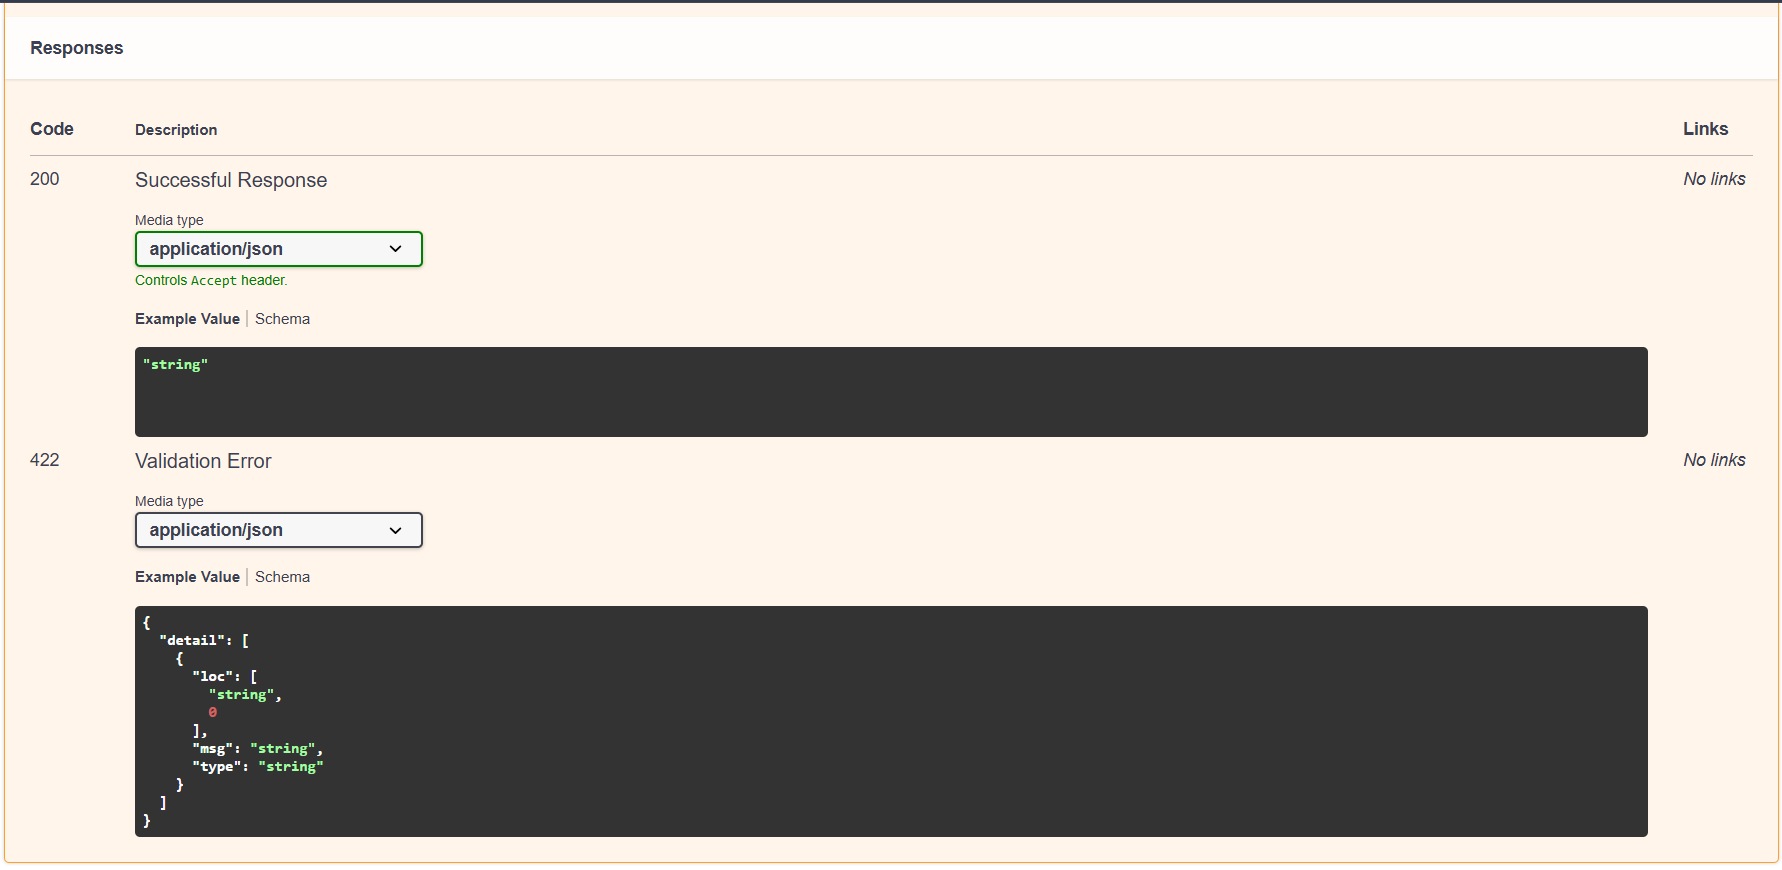 Responses
Code Description Links
200 Successful Response No links
Media type
application/json
Controls Accept header.
Example Value Schema
"string"
422 Validation Error No links
Media type
application/json
Example Value Schema
{
  "detail": [
    {
      "loc": [
        "string",
        0
      ],
      "msg": "string",
      "type": "string"
    }
  ]
}